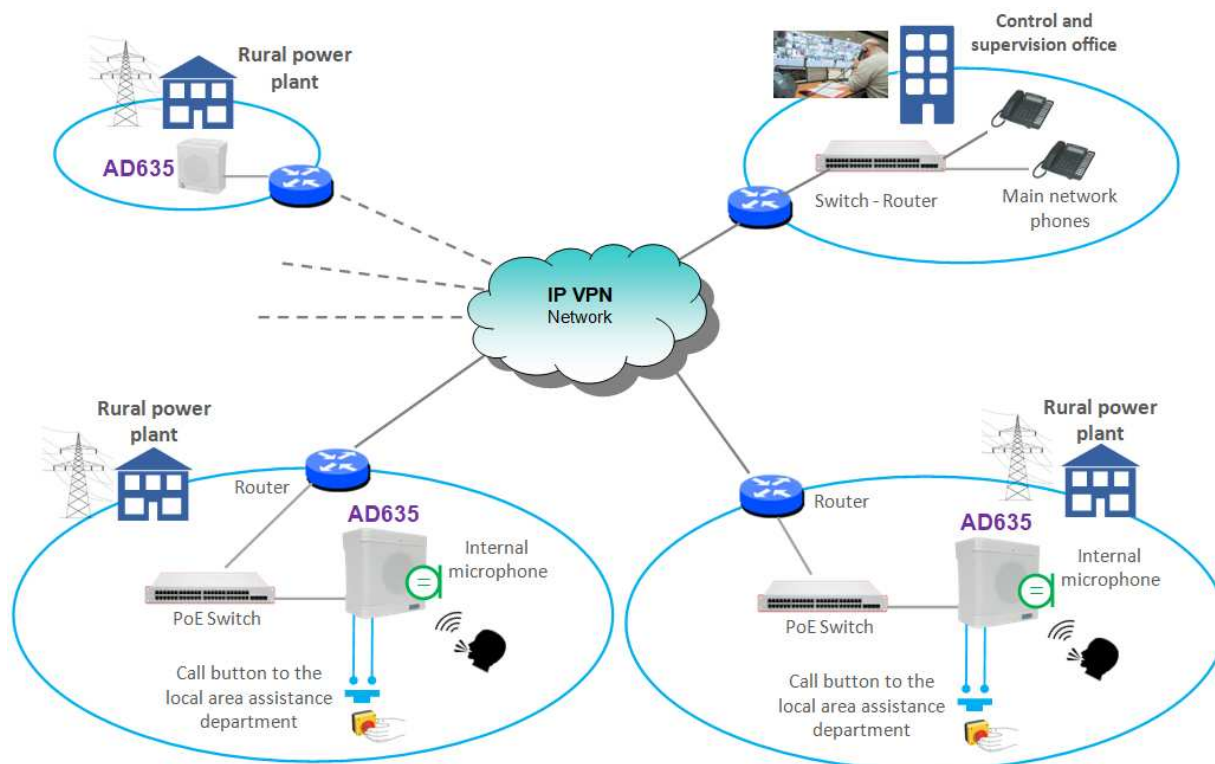 Rural power
plant
AD635
Control and
supervision office
Switch - Router
Main network
phones
IP VPN
Network
Rural power
plant
Router
AD635
Internal
microphone
PoE Switch
Call button to the
local area assistance
department
Rural power
plant
Router
AD635
Internal
microphone
PoE Switch
Call button to the
local area assistance
department